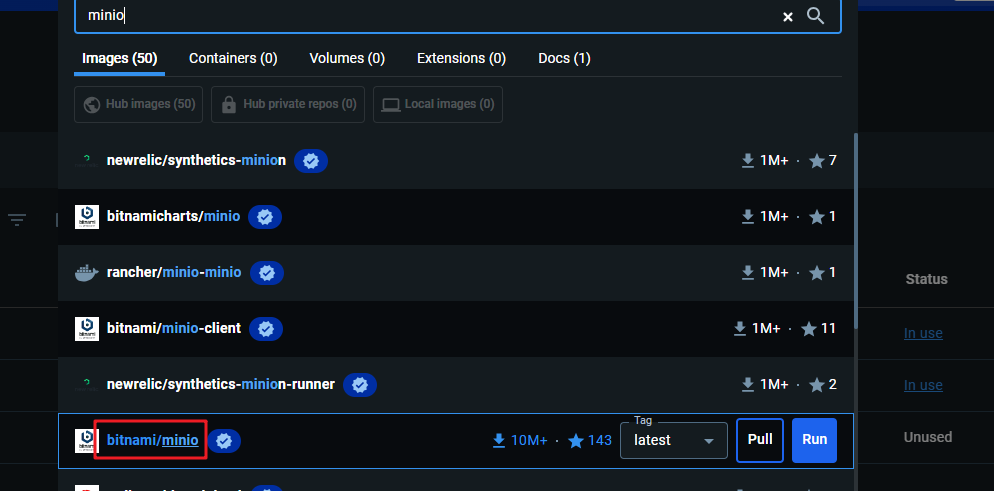 minio
Images (50) Containers (0) Volumes (0) Extensions (0) Docs (1)
Hub images (50) Hub private repos (0) Local images (0)
newrelic/synthetics-minion 1M+ · 7
bitnamicharts/minio 1M+ · 1
rancher/minio-minio 1M+ · 1
Status
bitnami/minio-client 1M+ · 11
In use
newrelic/synthetics-minion-runner 1M+ · 2
In use
Tag
bitnami/minio 10M+ · 143 latest Pull Run
Unused